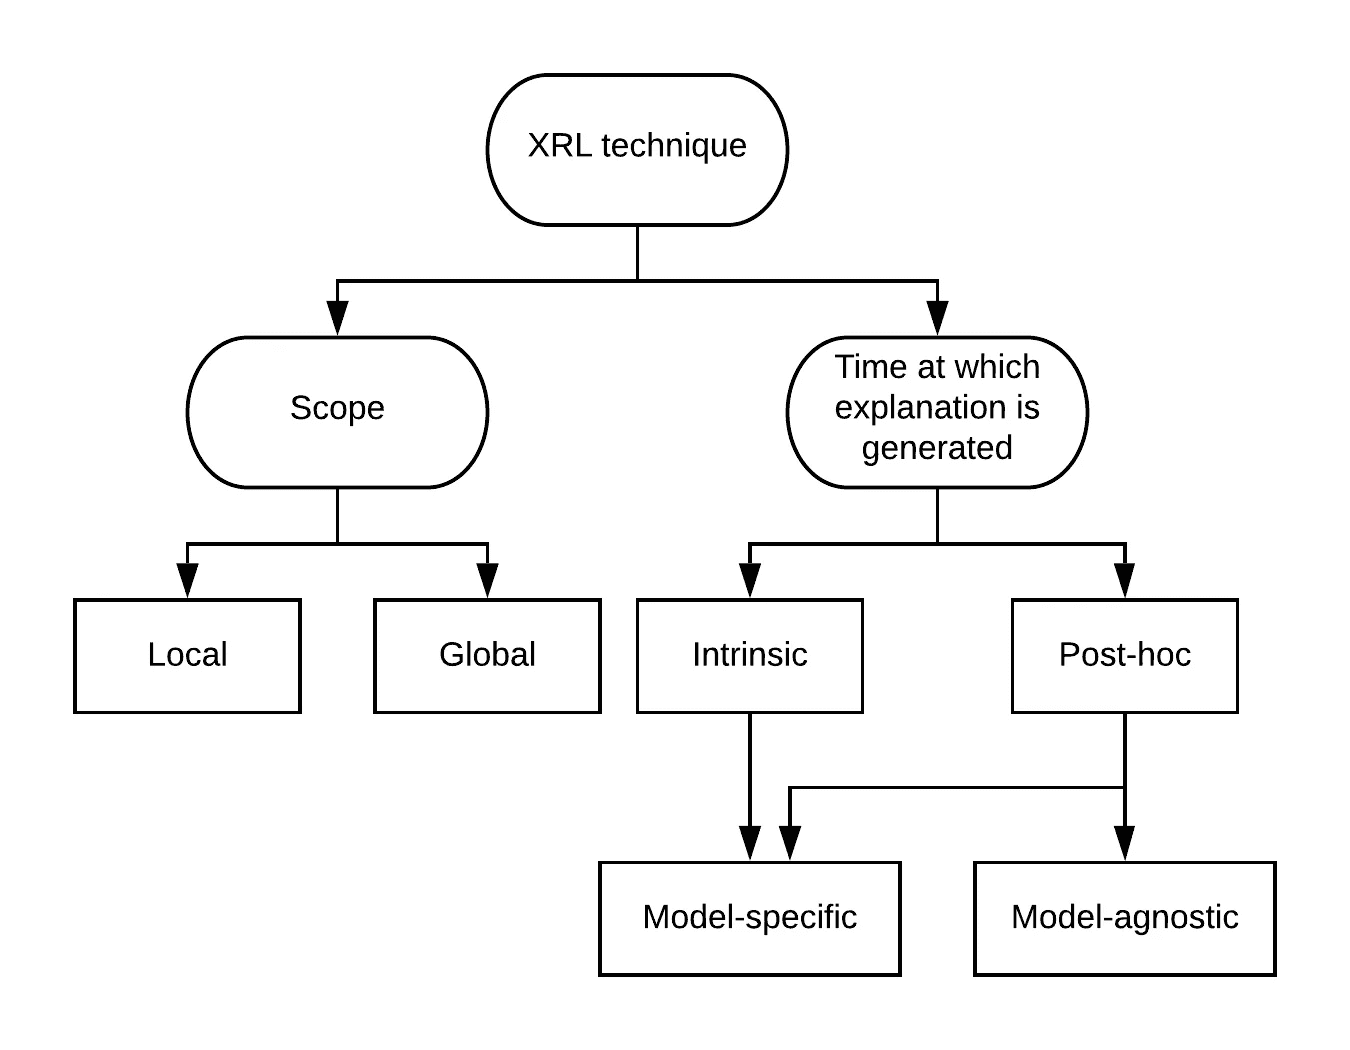 XRL technique
Scope
Time at which
explanation is
generated
Local
Global
Intrinsic
Post-hoc
Model-specific
Model-agnostic